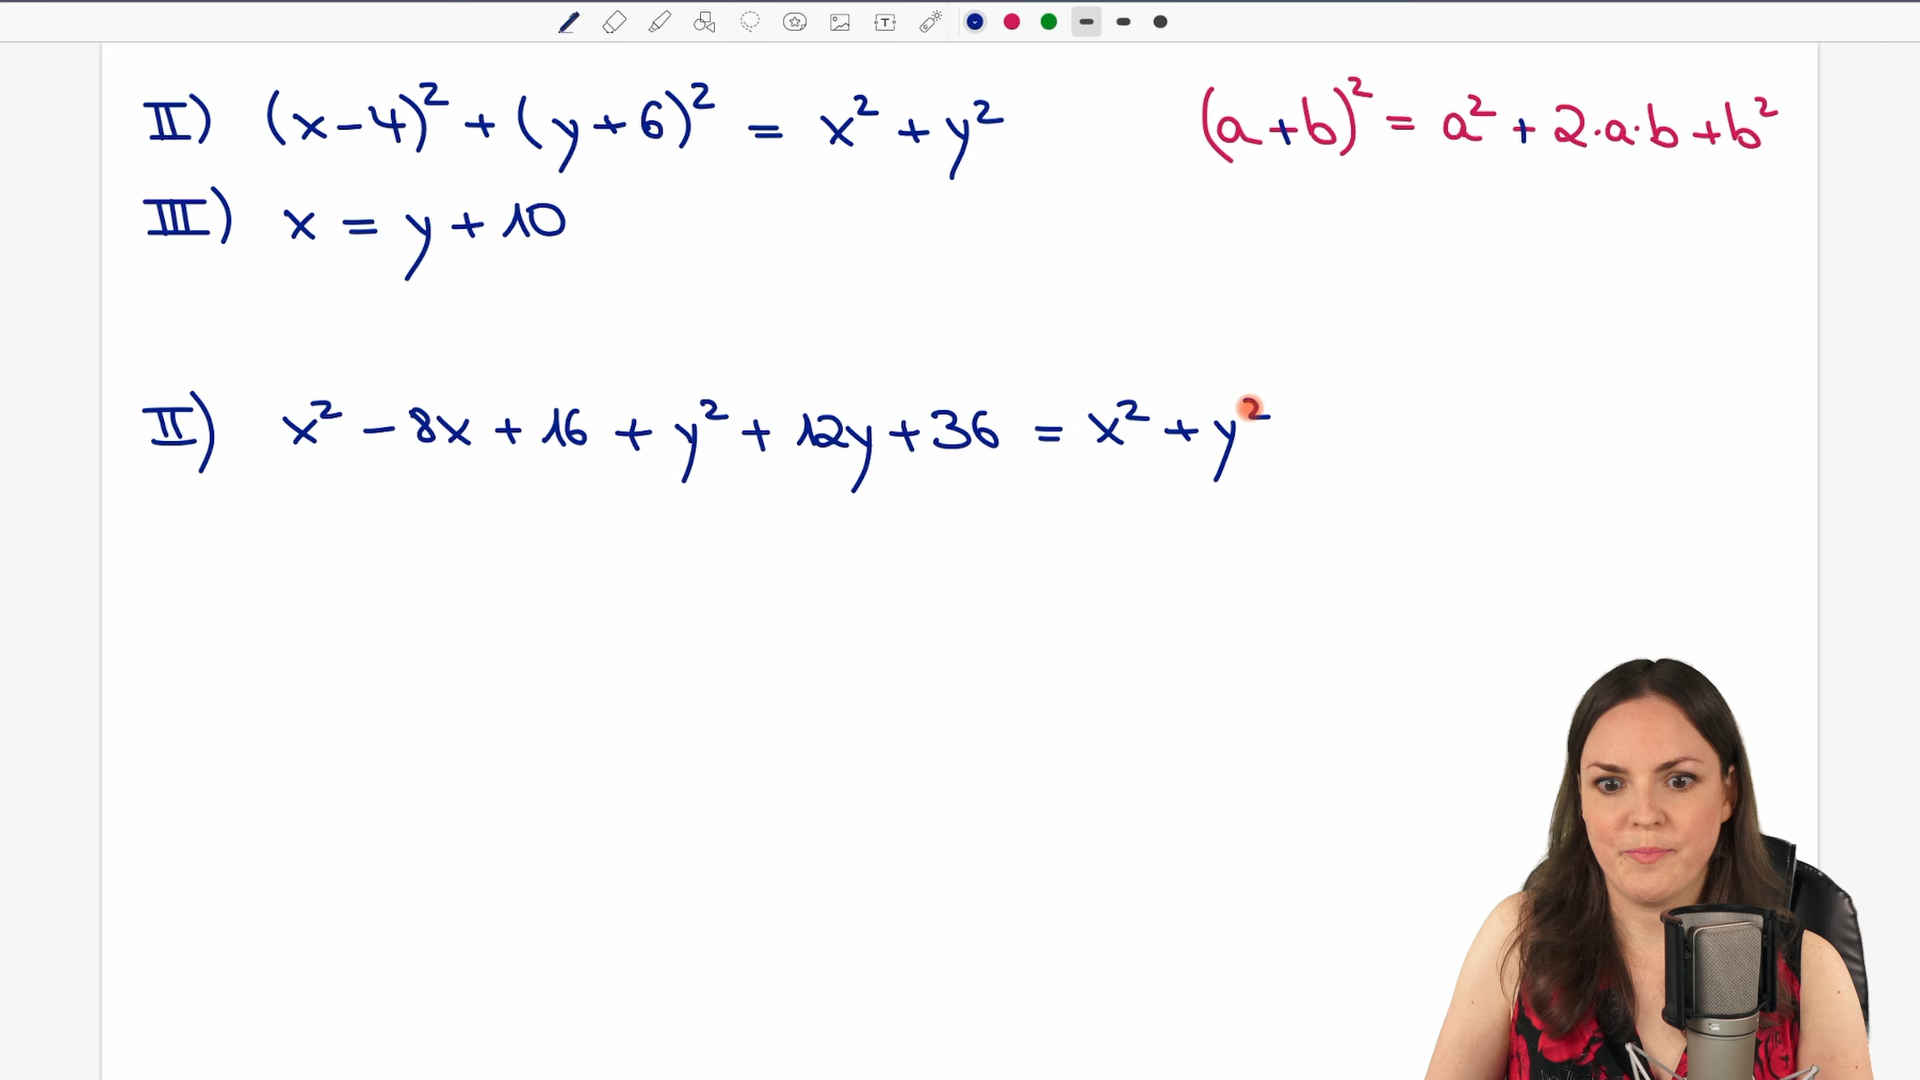 II) (x-4)² + (y+6)² = x² + y²
(a+b)² = a² + 2·a·b + b²
III) x = y + 10
II) x² - 8x + 16 + y² + 12y + 36 = x² + y²